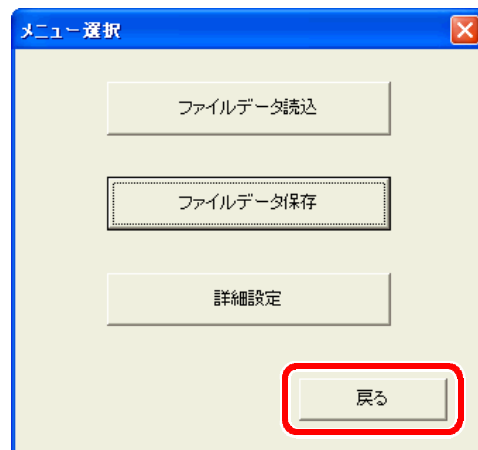 メニュー選択
ファイルデータ読込
ファイルデータ保存
詳細設定
戻る